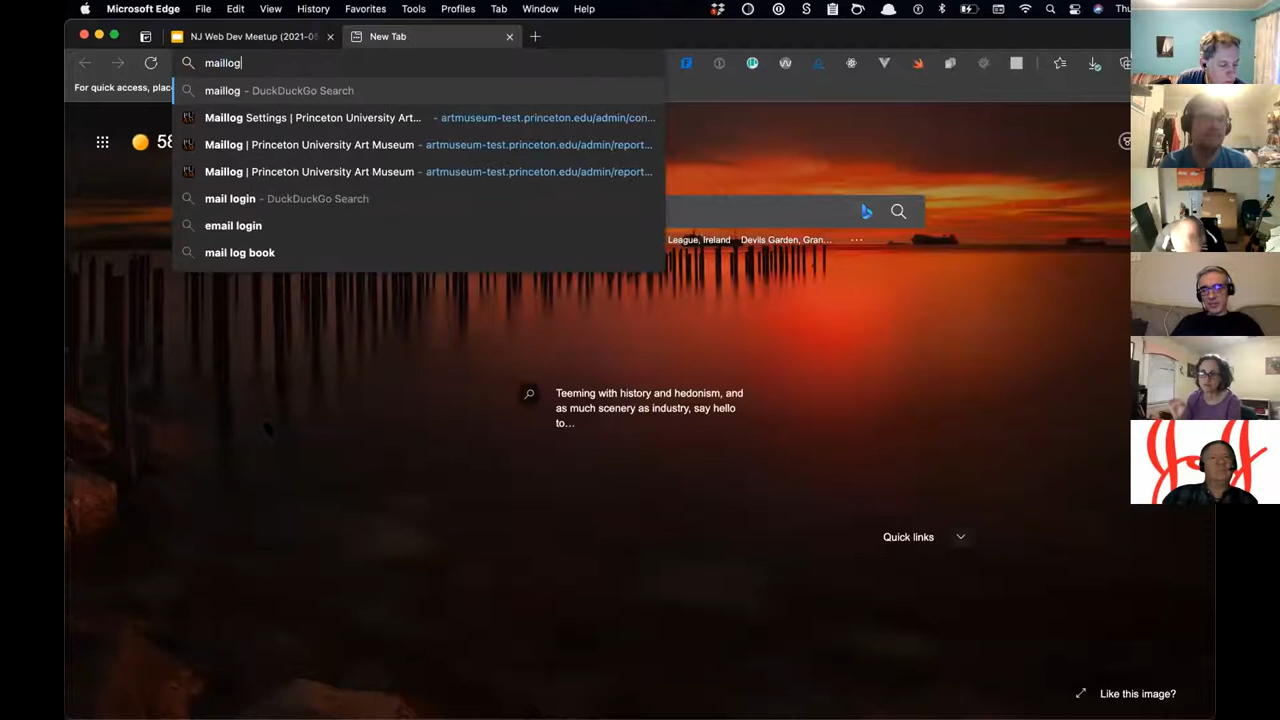 Microsoft Edge File Edit View History Favorites Tools Profiles Tab Window Help Thu
NJ Web Dev Meetup (2021-05
New Tab
maillog
For quick access, place
maillog - DuckDuckGo Search
Maillog Settings | Princeton University Art... - artmuseum-test.princeton.edu/admin/con...
Maillog | Princeton University Art Museum - artmuseum-test.princeton.edu/admin/report...
Maillog | Princeton University Art Museum - artmuseum-test.princeton.edu/admin/report...
mail login - DuckDuckGo Search
email login
mail log book
58
League, Ireland Devils Garden, Gran... ...
Teeming with history and hedonism, and
as much scenery as industry, say hello
to...
Jeff
Quick links
Like this image?